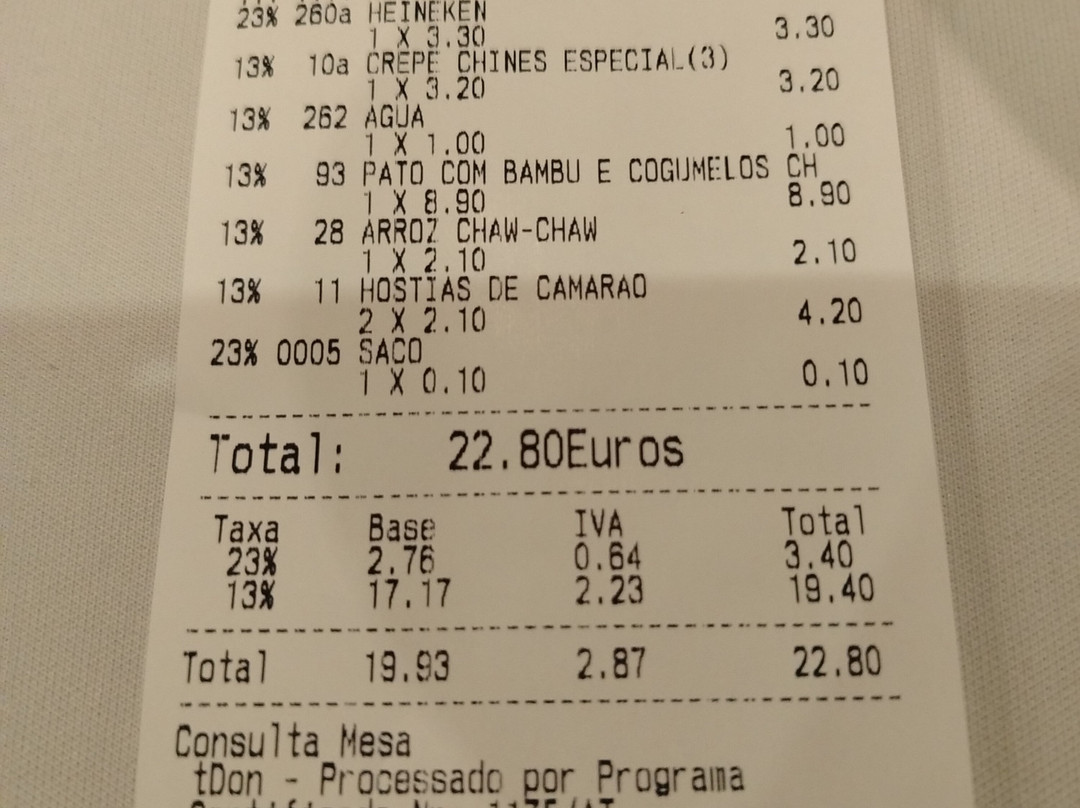 23% 260a HEINEKEN
1 X 3.30 3.30
13% 10a CREPE CHINES ESPECIAL(3)
1 X 3.20 3.20
13% 262 AGUA
1 X 1.00 1.00
13% 93 PATO COM BAMBU E COGUMELOS CH
1 X 8.90 8.90
13% 28 ARROZ CHAW-CHAW
1 X 2.10 2.10
13% 11 HOSTIAS DE CAMARAO
2 X 2.10 4.20
23% 0005 SACO
1 X 0.10 0.10
Total: 22.80Euros
Taxa Base IVA Total
23% 2.76 0.64 3.40
13% 17.17 2.23 19.40
Total 19.93 2.87 22.80
Consulta Mesa
tDon - Processado por Programa